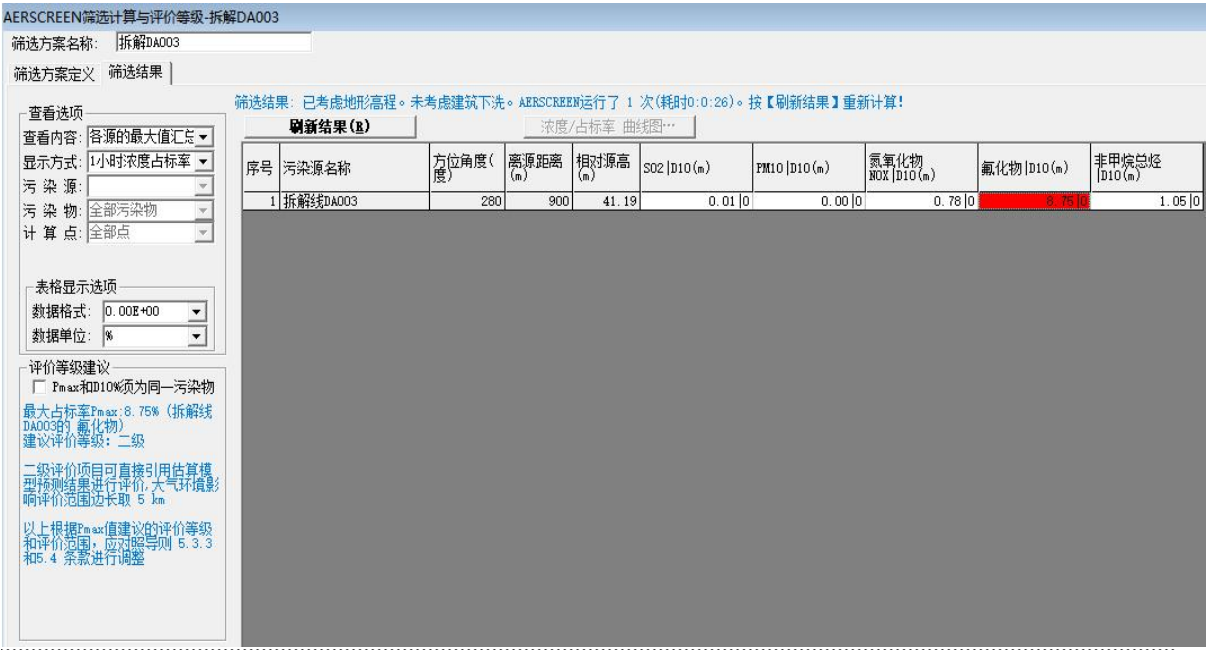 AERSCREEN筛选计算与评价等级-拆解DA003
筛选方案名称: 拆解DA003
筛选方案定义 筛选结果
筛选结果: 已考虑地形高程。未考虑建筑下洗。AERSCREEN运行了 1 次(耗时0:0:26)。按【刷新结果】重新计算!
刷新结果(R) 浓度/占标率 曲线图…
查看选项
查看内容: 各源的最大值汇总
显示方式: 1小时浓度占标率
污 染 源:
污 染 物: 全部污染物
计 算 点: 全部点
序号 污染源名称 方位角度(度) 离源距离(m) 相对源高(m) SO2|D10(m) PM10|D10(m) 氮氧化物NOX|D10(m) 氟化物|D10(m) 非甲烷总烃|D10(m)
1 拆解线DA003 280 900 41.19 0.01|0 0.00|0 0.78|0 8.75|0 1.05|0
表格显示选项
数据格式: 0.00E+00
数据单位: %
评价等级建议
Pmax和D10%须为同一污染物
最大占标率Pmax:8.75% (拆解线
DA003的 氟化物)
建议评价等级: 二级
二级评价项目可直接引用估算模
型预测结果进行评价,大气环境影
响评价范围边长取 5 km
以上根据Pmax值建议的评价等级
和评价范围, 应对照导则 5.3.3
和5.4 条款进行调整